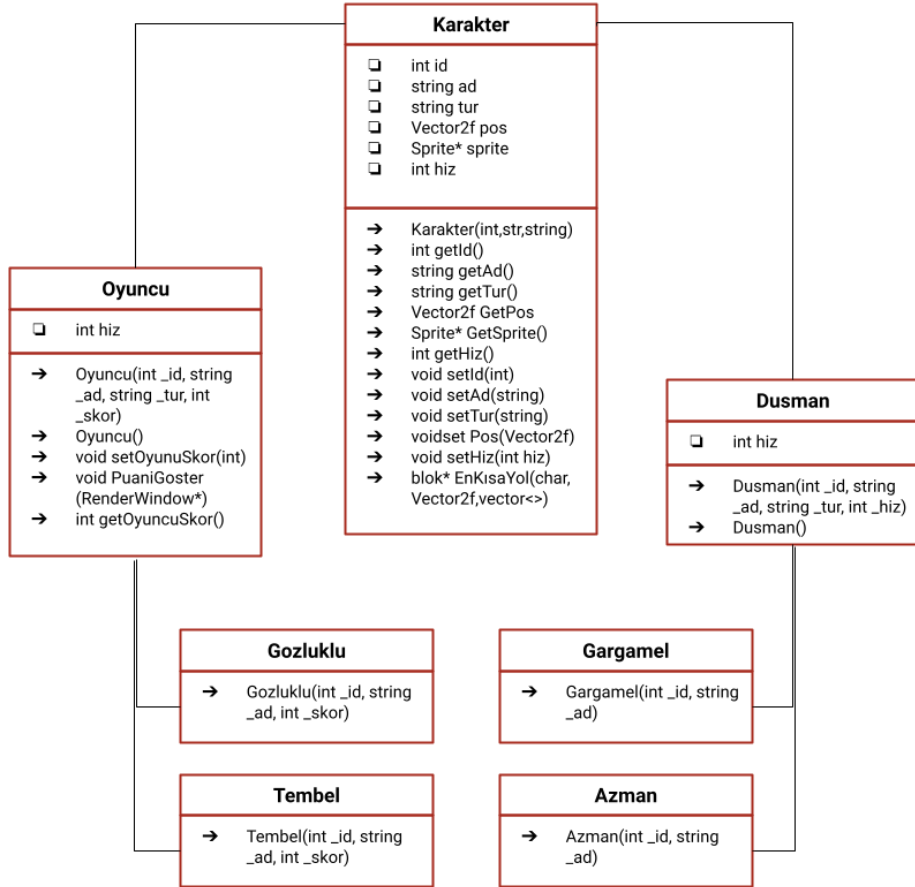 Karakter
int id
string ad
string tur
Vector2f pos
Sprite* sprite
int hiz
Karakter(int,str,string)
int getId()
string getAd()
string getTur()
Vector2f GetPos
Sprite* GetSprite()
int getHiz()
void setId(int)
void setAd(string)
void setTur(string)
voidset Pos(Vector2f)
void setHiz(int hiz)
blok* EnKısaYol(char,
Vector2f,vector<>)
Oyuncu
int hiz
Oyuncu(int _id, string
_ad, string _tur, int
_skor)
Oyuncu()
void setOyunuSkor(int)
void PuaniGoster
(RenderWindow*)
int getOyuncuSkor()
Dusman
int hiz
Dusman(int _id, string
_ad, string _tur, int _hiz)
Dusman()
Gozluklu
Gozluklu(int _id, string
_ad, int _skor)
Gargamel
Gargamel(int _id, string
_ad)
Tembel
Tembel(int _id, string
_ad, int _skor)
Azman
Azman(int _id, string
_ad)